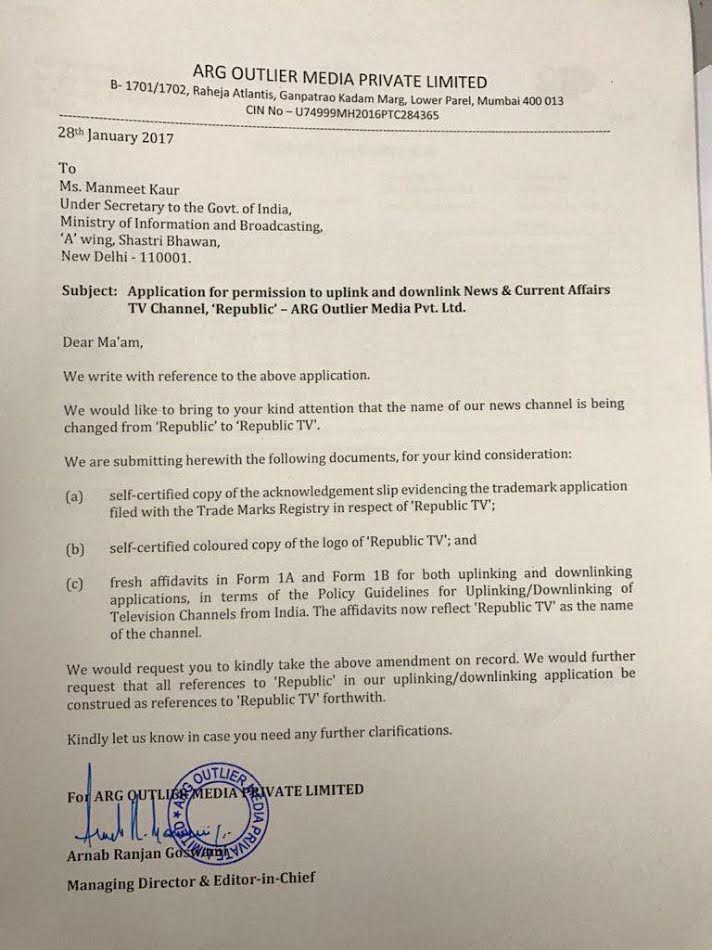 ARG OUTLIER MEDIA PRIVATE LIMITED
B- 1701/1702, Raheja Atlantis, Ganpatrao Kadam Marg, Lower Parel, Mumbai 400 013
CIN No – U74999MH2016PTC284365
28th January 2017
To
Ms. Manmeet Kaur
Under Secretary to the Govt. of India,
Ministry of Information and Broadcasting,
‘A’ wing, Shastri Bhawan,
New Delhi - 110001.
Subject: Application for permission to uplink and downlink News & Current Affairs
TV Channel, ‘Republic’ – ARG Outlier Media Pvt. Ltd.
Dear Ma'am,
We write with reference to the above application.
We would like to bring to your kind attention that the name of our news channel is being
changed from ‘Republic’ to ‘Republic TV'.
We are submitting herewith the following documents, for your kind consideration:
(a) self-certified copy of the acknowledgement slip evidencing the trademark application
filed with the Trade Marks Registry in respect of 'Republic TV';
(b) self-certified coloured copy of the logo of 'Republic TV'; and
(c) fresh affidavits in Form 1A and Form 1B for both uplinking and downlinking
applications, in terms of the Policy Guidelines for Uplinking/Downlinking of
Television Channels from India. The affidavits now reflect 'Republic TV' as the name
of the channel.
We would request you to kindly take the above amendment on record. We would further
request that all references to 'Republic' in our uplinking/downlinking application be
construed as references to 'Republic TV' forthwith.
Kindly let us know in case you need any further clarifications.
For ARG OUTLIER MEDIA PRIVATE LIMITED
ARG OUTLIER MEDIA PRIVATE LIMITED
Arnab Ranjan Goswami
Managing Director & Editor-in-Chief